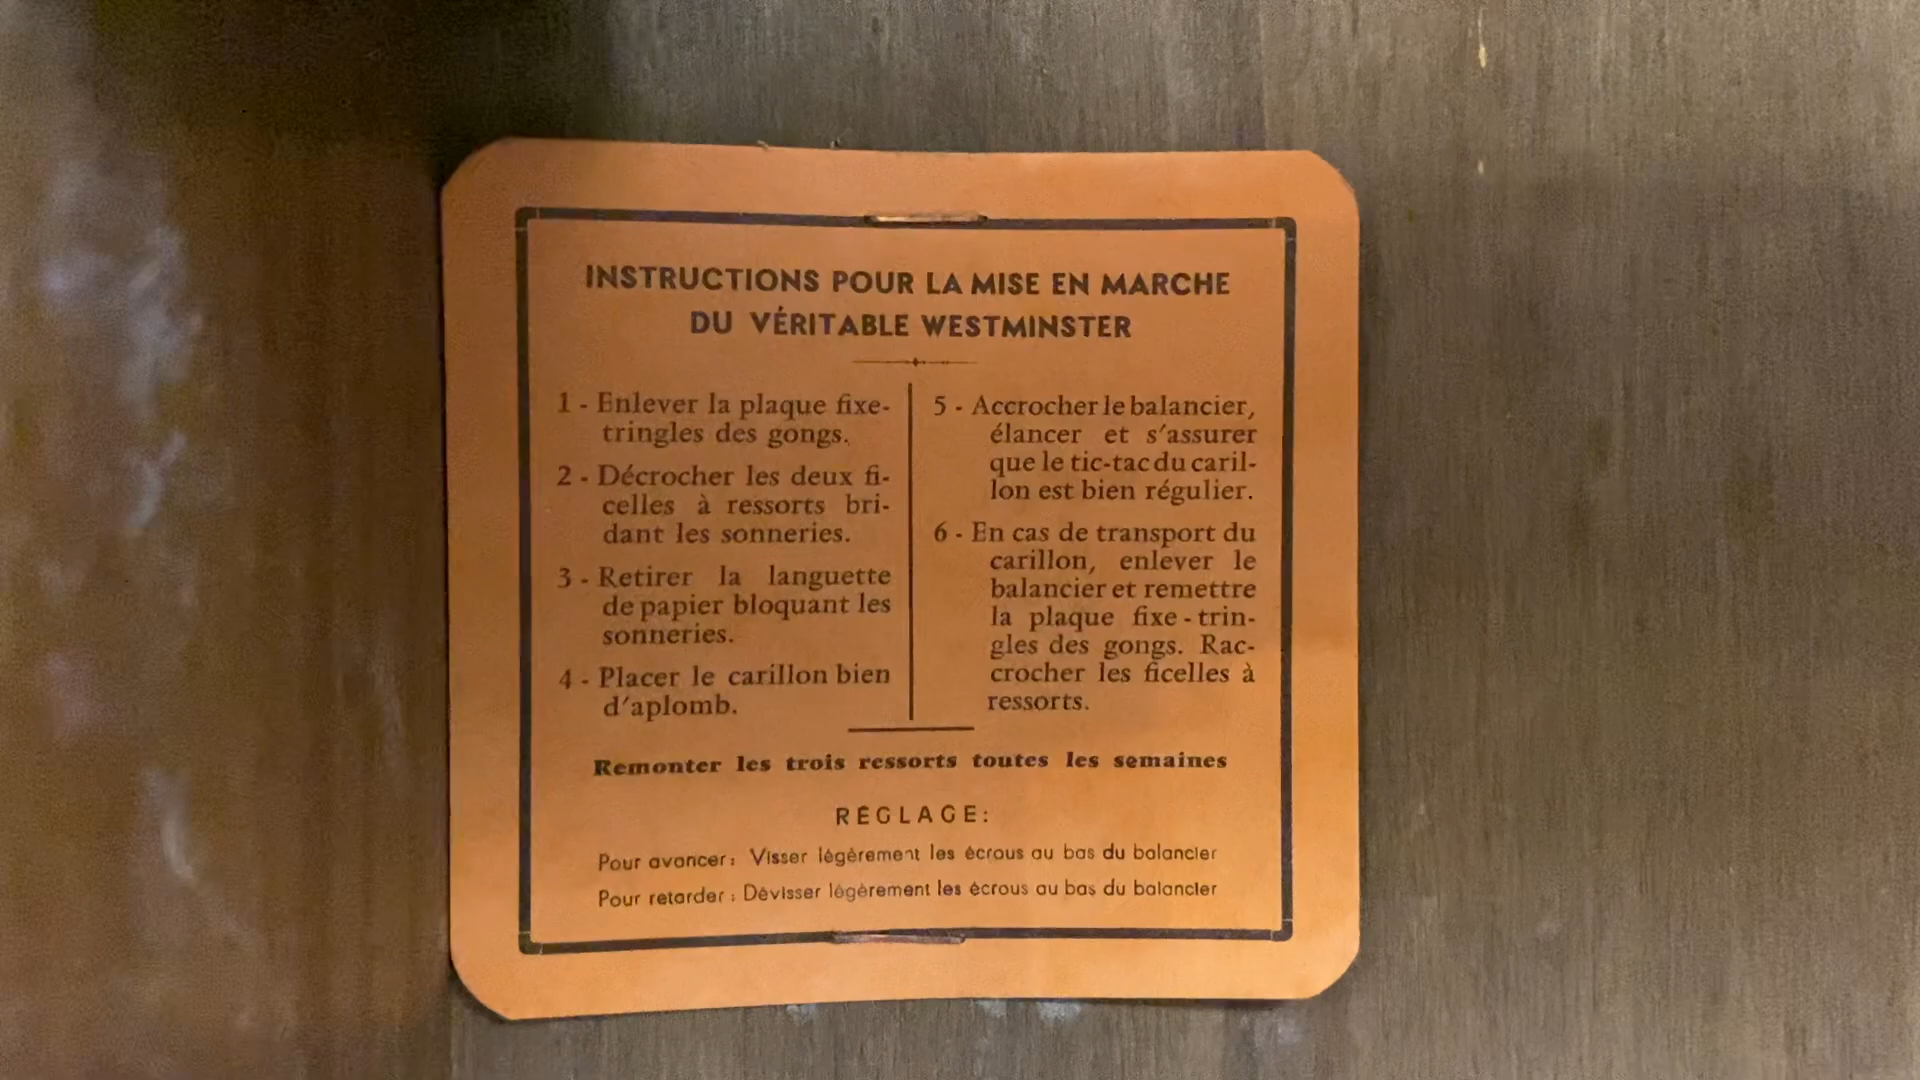 INSTRUCTIONS POUR LA MISE EN MARCHE
DU VÉRITABLE WESTMINSTER
1 - Enlever la plaque fixe-
tringles des gongs.
2 - Décrocher les deux fi-
celles à ressorts bri-
dant les sonneries.
3 - Retirer la languette
de papier bloquant les
sonneries.
4 - Placer le carillon bien
d'aplomb.
5 - Accrocher le balancier,
élancer et s'assurer
que le tic-tac du caril-
lon est bien régulier.
6 - En cas de transport du
carillon, enlever le
balancier et remettre
la plaque fixe-trin-
gles des gongs. Rac-
crocher les ficelles à
ressorts.
Remonter les trois ressorts toutes les semaines
RÉGLAGE:
Pour avancer: Visser légèrement les écrous au bas du balancier
Pour retarder: Dévisser légèrement les écrous au bas du balancier